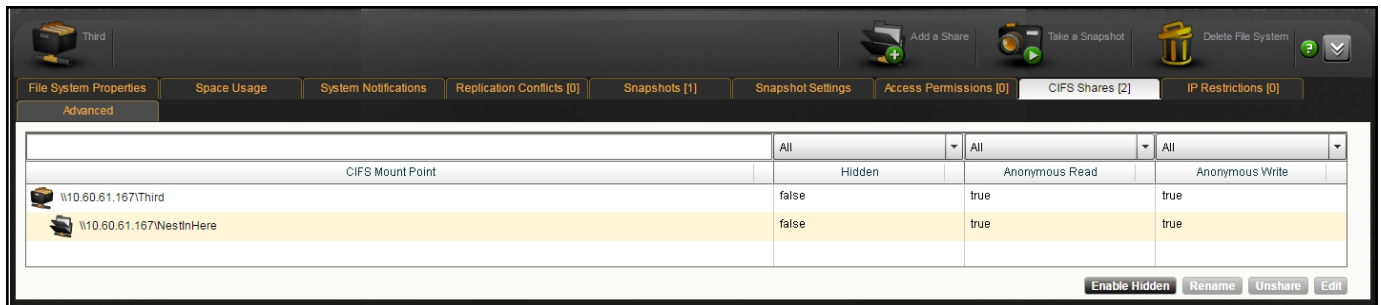 Third
Add a Share
Take a Snapshot
Delete File System
?
File System Properties
Space Usage
System Notifications
Replication Conflicts [0]
Snapshots [1]
Snapshot Settings
Access Permissions [0]
CIFS Shares [2]
IP Restrictions [0]
Advanced
All
All
All
CIFS Mount Point
Hidden
Anonymous Read
Anonymous Write
\\10.60.61.167\Third
false
true
true
\\10.60.61.167\NestInHere
false
true
true
Enable Hidden
Rename
Unshare
Edit